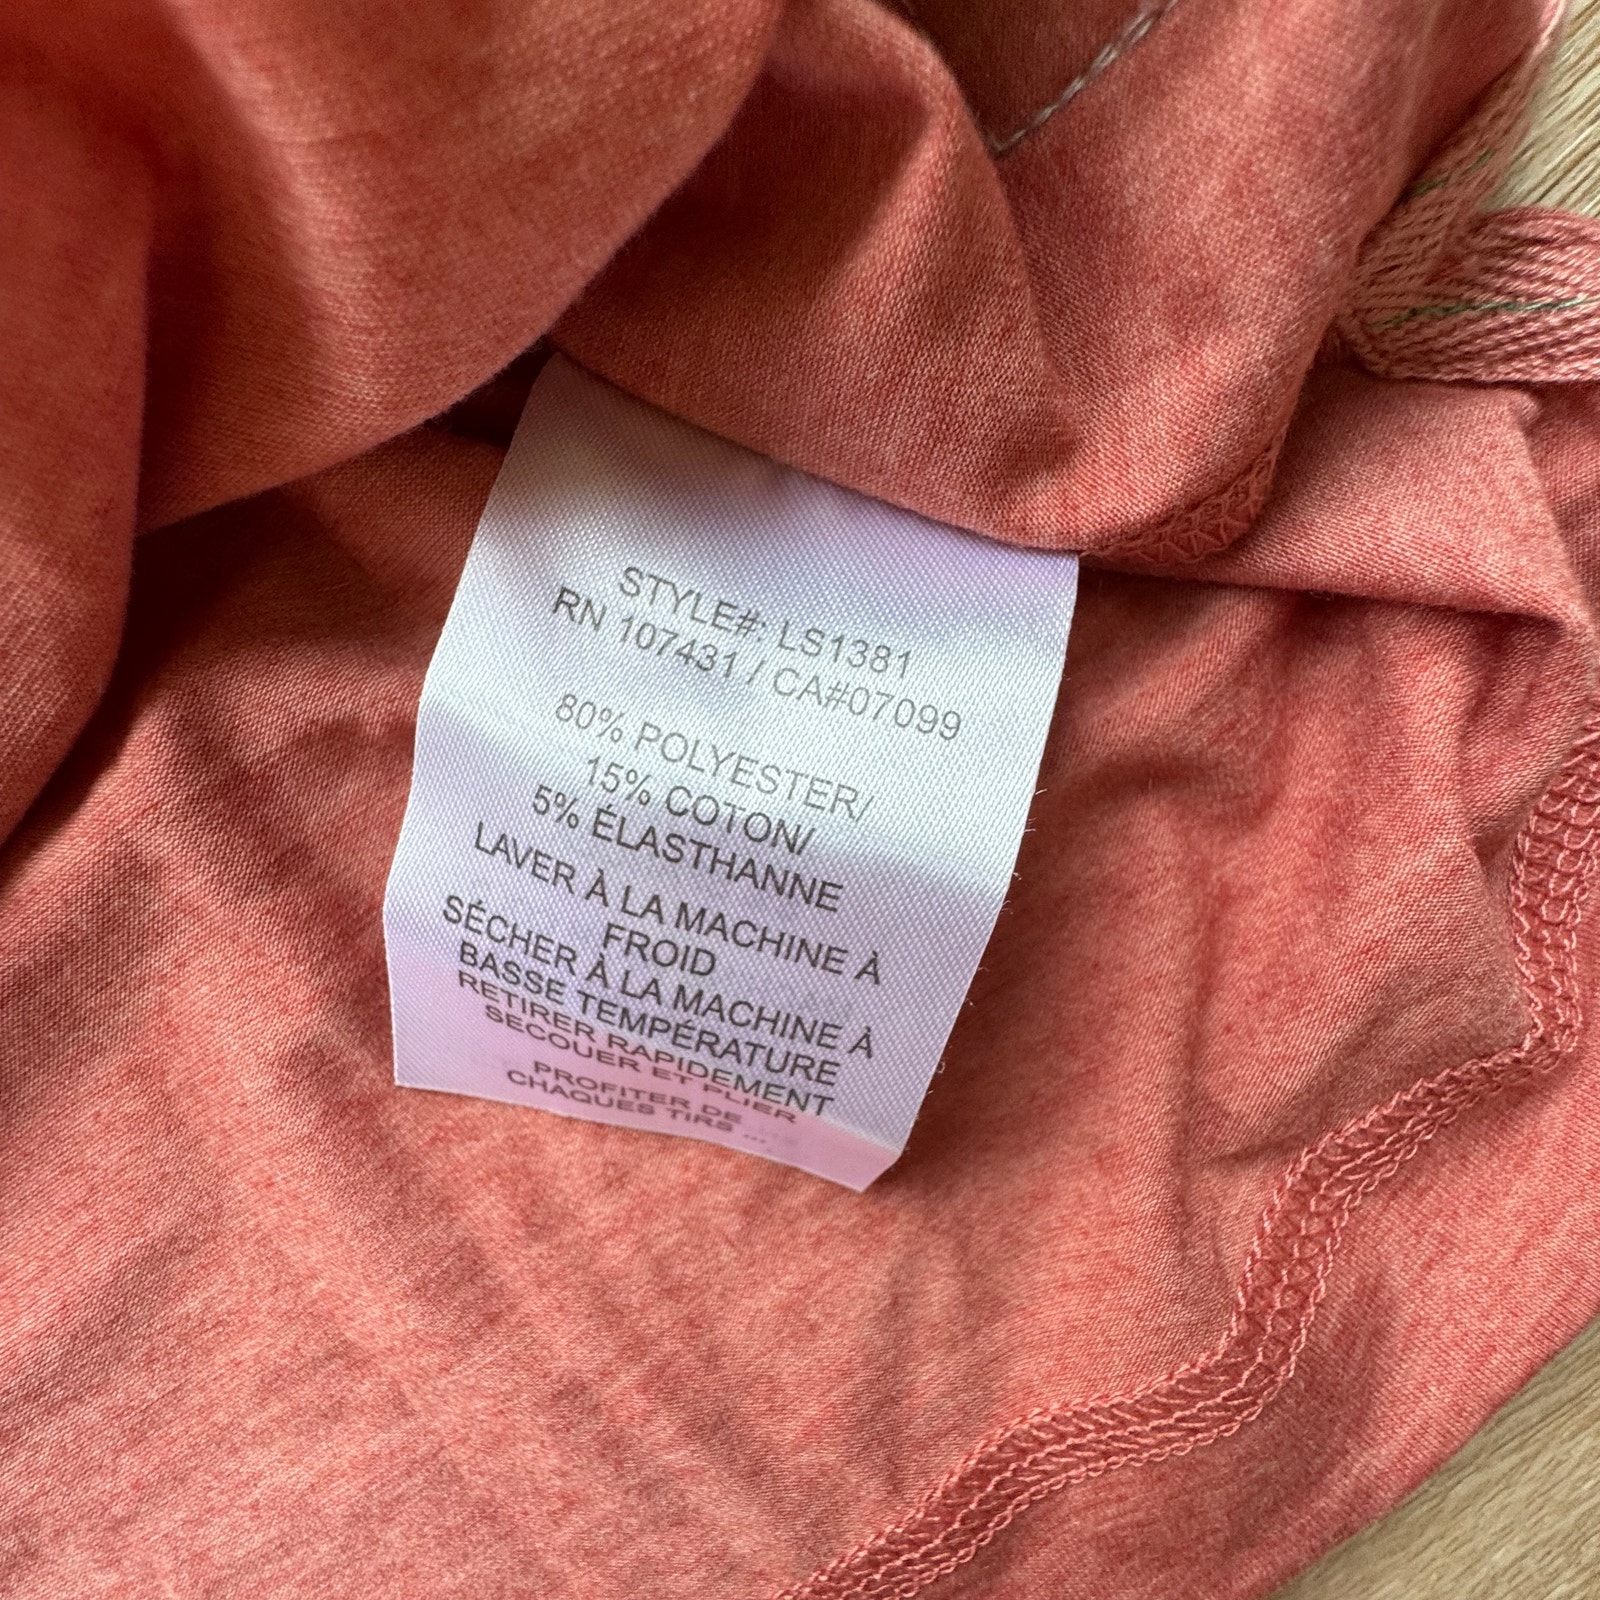 STYLE#: LS1381
RN 107431 / CA#07099
80% POLYESTER/
15% COTON/
5% ÉLASTHANNE
LAVER À LA MACHINE À
FROID
SÉCHER À LA MACHINE À
BASSE TEMPÉRATURE
RETIRER RAPIDEMENT
SECOUER ET PLIER
PROFITER DE
CHAQUES TIRS ...